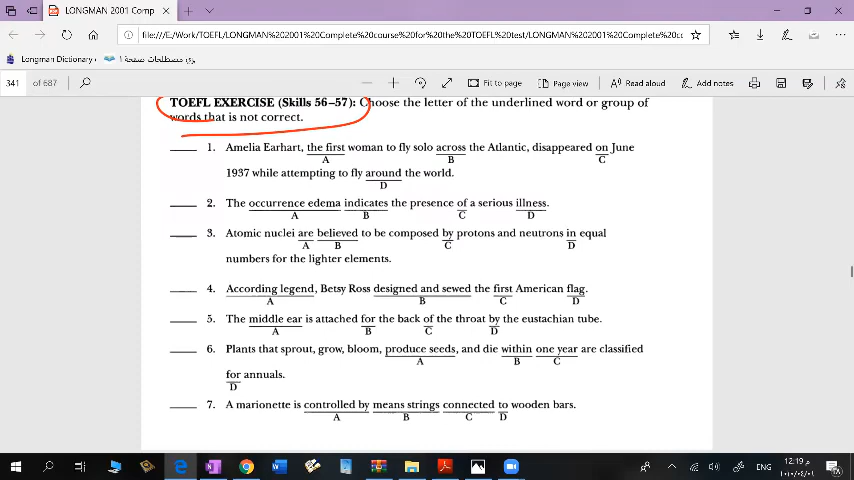 LONGMAN 2001 Comp
file:///E:/Work/TOEFL/LONGMAN%202001%20Complete%20course%20for%20the%20TOEFL%20test/LONGMAN%202001%20Complete%20cc
Longman Dictionary
341 of 687
Fit to page
Page view
Read aloud
Add notes
TOEFL EXERCISE (Skills 56–57): Choose the letter of the underlined word or group of
words that is not correct.
1. Amelia Earhart, the first woman to fly solo across the Atlantic, disappeared on June
A B C
1937 while attempting to fly around the world.
D
2. The occurrence edema indicates the presence of a serious illness.
A B C D
3. Atomic nuclei are believed to be composed by protons and neutrons in equal
A B C D
numbers for the lighter elements.
4. According legend, Betsy Ross designed and sewed the first American flag.
A B C D
5. The middle ear is attached for the back of the throat by the eustachian tube.
A B C D
6. Plants that sprout, grow, bloom, produce seeds, and die within one year are classified
A B C
for annuals.
D
7. A marionette is controlled by means strings connected to wooden bars.
A B C D
ENG
12:19 م